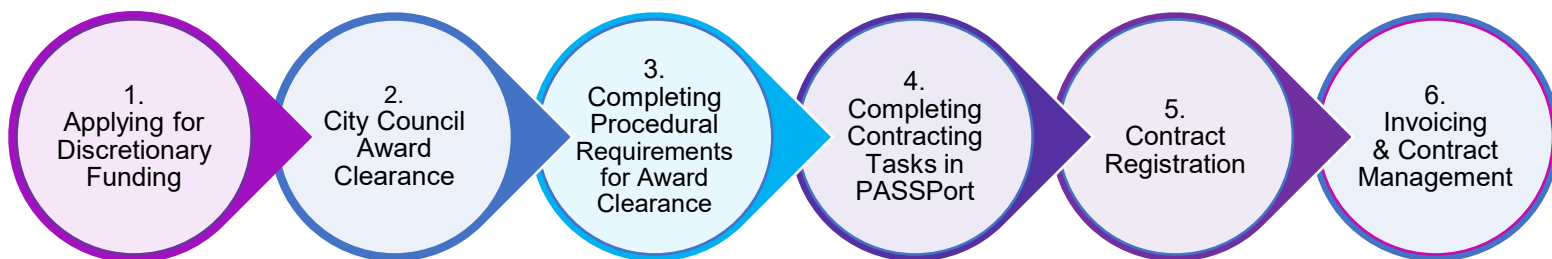 1.
Applying for
Discretionary
Funding
2.
City Council
Award
Clearance
3.
Completing
Procedural
Requirements
for Award
Clearance
4.
Completing
Contracting
Tasks in
PASSPort
5.
Contract
Registration
6.
Invoicing
& Contract
Management